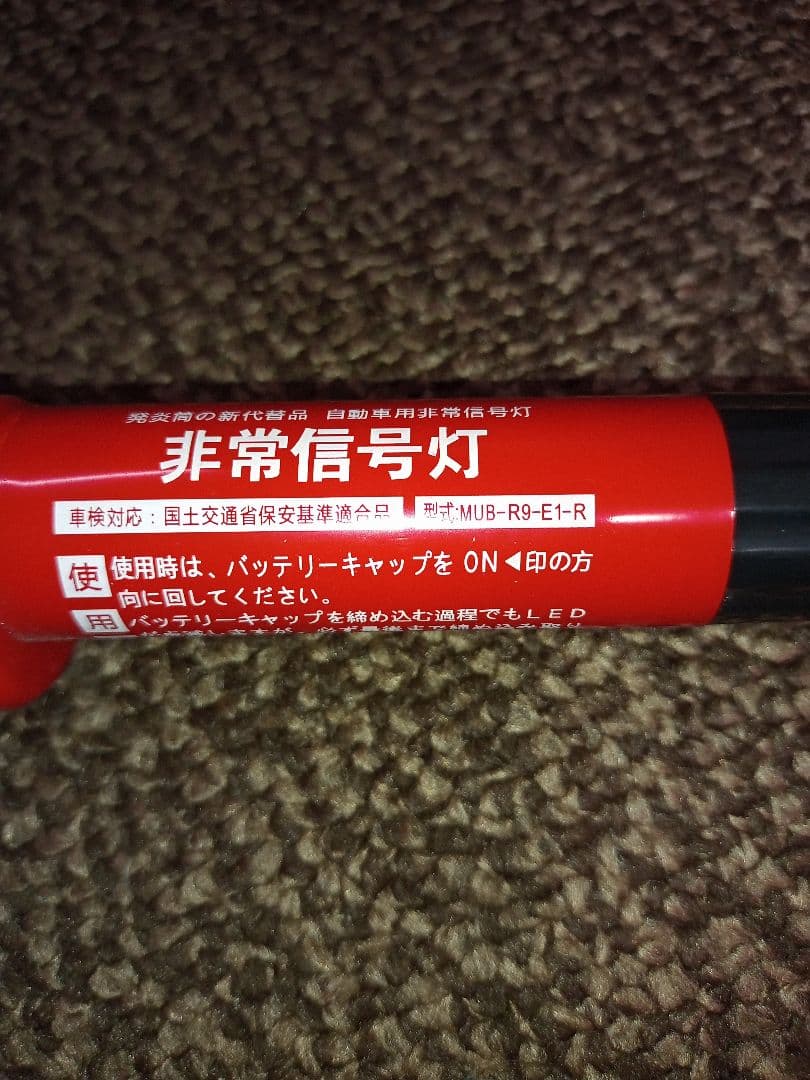 発炎筒の新代替品 自動車用非常信号灯
非常信号灯
車検対応：国土交通省保安基準適合品 型式:MUB-R9-E1-R
使用
使用時は、バッテリーキャップを ON◀印の方
向に回してください。
バッテリーキャップを締め込む過程でもLED